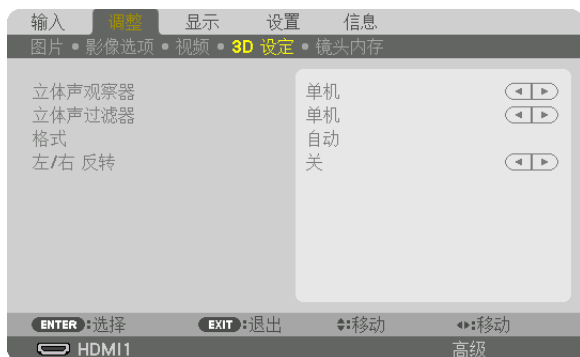 输入 调整 显示 设置 信息
图片 • 影像选项 • 视频 • 3D 设定 • 镜头内存
立体声观察器 单机
立体声过滤器 单机
格式 自动
左/右 反转 关
ENTER:选择 EXIT:退出 :移动 :移动
HDMI1 高级